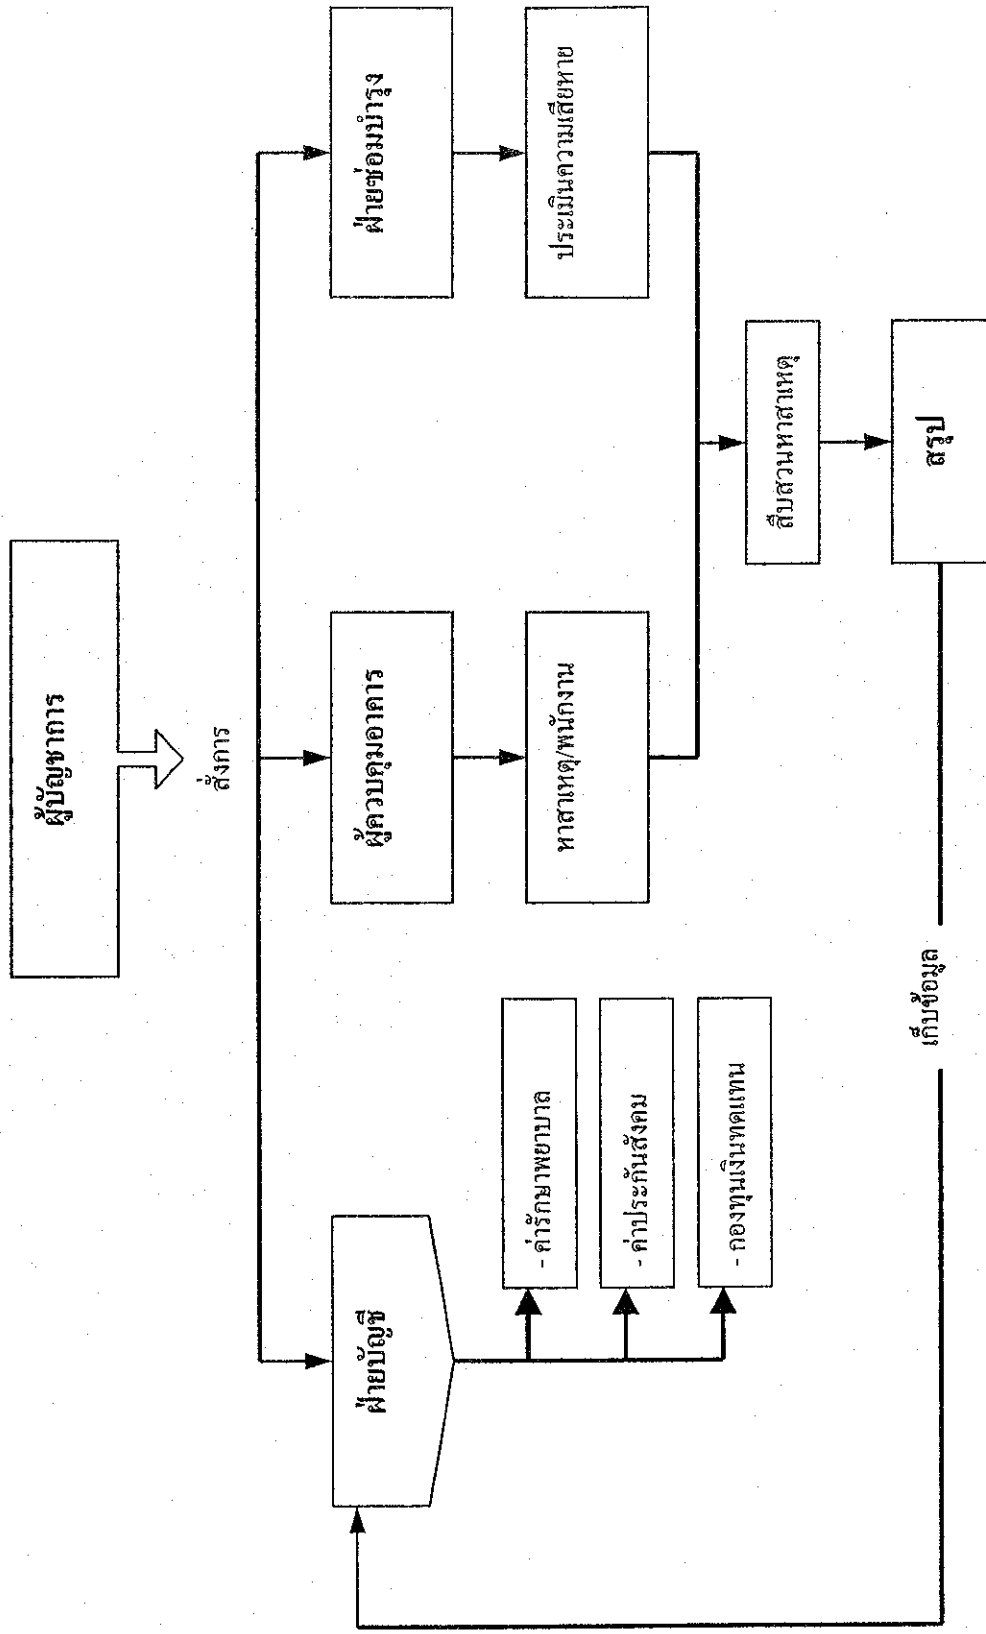 ผู้บัญชาการ
สั่งการ
ฝ่ายบัญชี
ผู้ควบคุมอาคาร
ฝ่ายซ่อมบำรุง
- ค่ารักษาพยาบาล
- ค่าประกันสังคม
- กองทุนเงินทดแทน
หาสาเหตุ/พนักงาน
ประเมินความเสียหาย
สืบสวนหาสาเหตุ
สรุป
เก็บข้อมูล